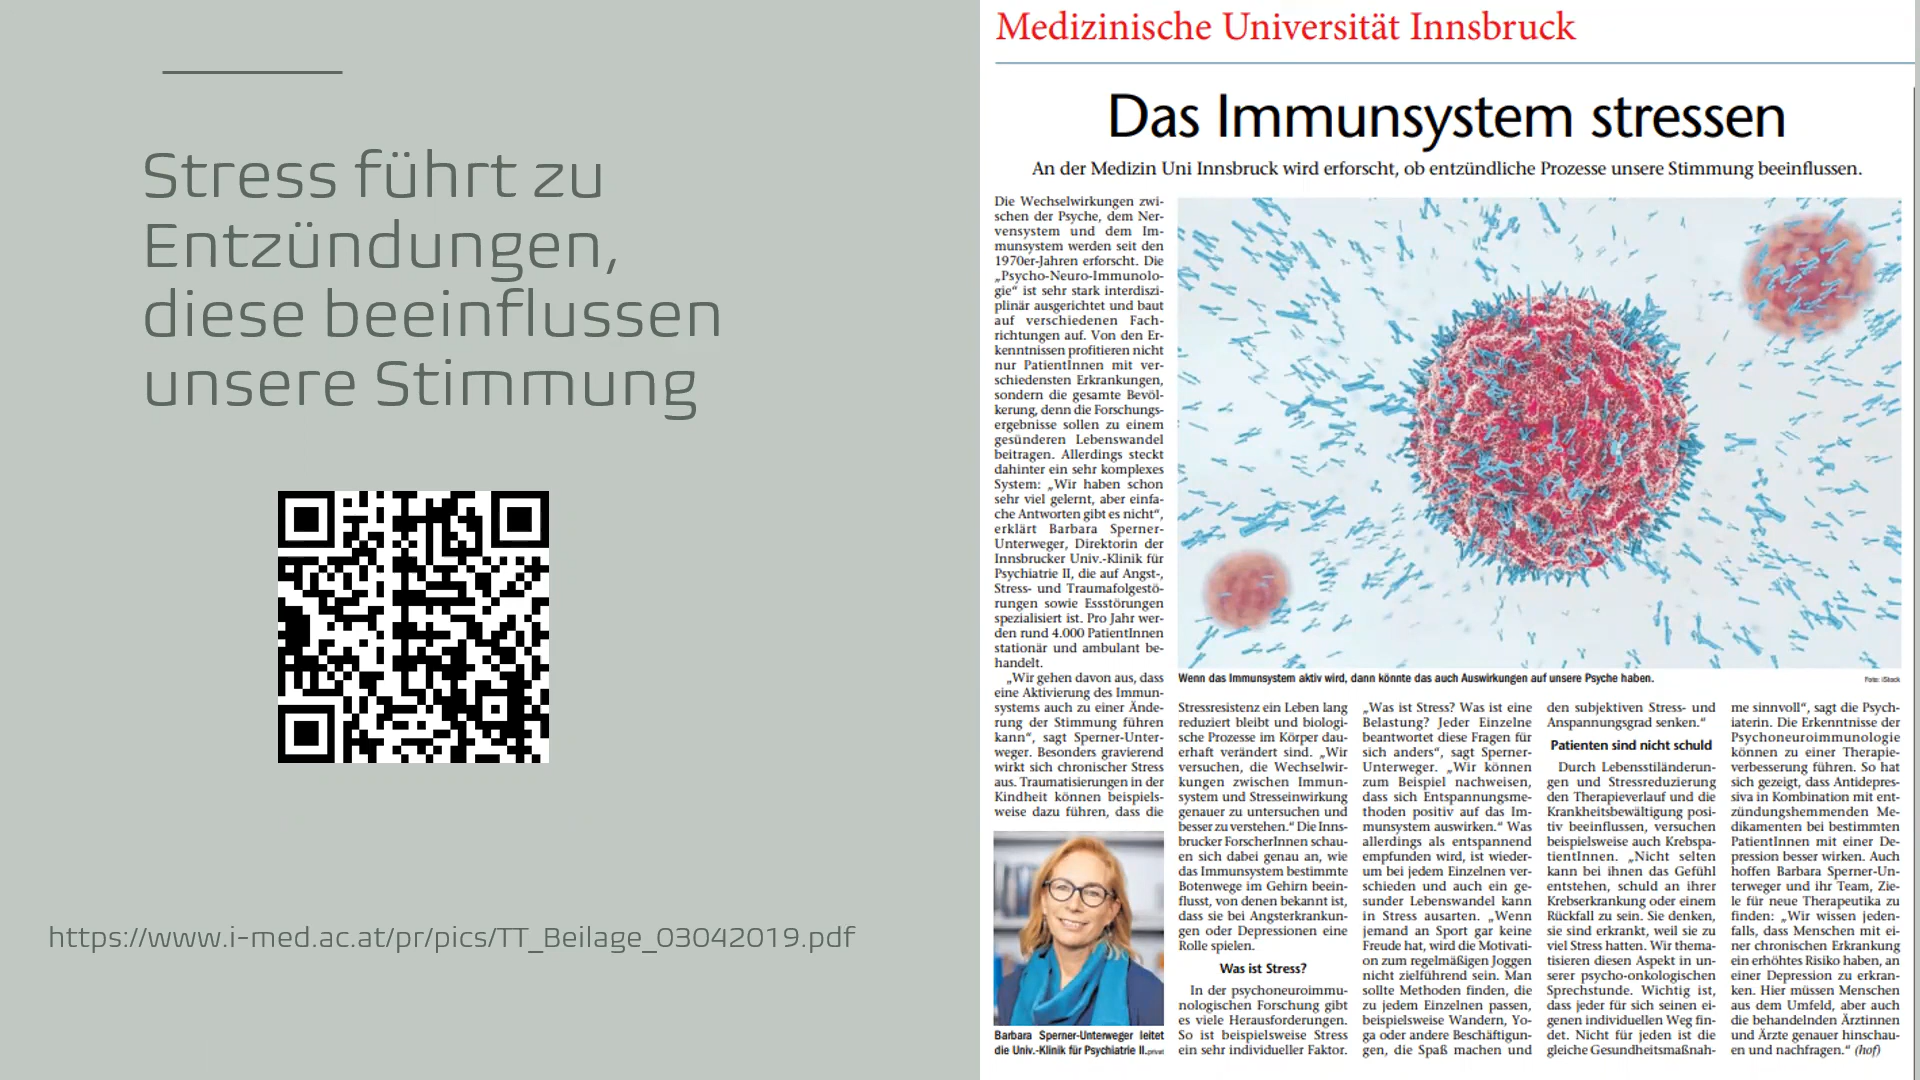 Stress führt zu
Entzündungen,
diese beeinflussen
unsere Stimmung
https://www.i-med.ac.at/pr/pics/TT_Beilage_03042019.pdf
Medizinische Universität Innsbruck
Das Immunsystem stressen
An der Medizin Uni Innsbruck wird erforscht, ob entzündliche Prozesse unsere Stimmung beeinflussen.
Die Wechselwirkungen zwi-
schen der Psyche, dem Ner-
vensystem und dem Im-
munsystem werden seit den
1970er-Jahren erforscht. Die
„Psycho-Neuro-Immunolo-
gie“ ist sehr stark interdiszi-
plinär ausgerichtet und baut
auf verschiedenen Fach-
richtungen auf. Von den Er-
kenntnissen profitieren nicht
nur PatientInnen mit ver-
schiedensten Erkrankungen,
sondern die gesamte Bevöl-
kerung, denn die Forschungs-
ergebnisse sollen zu einem
gesünderen Lebenswandel
beitragen. Allerdings steckt
dahinter ein sehr komplexes
System: „Wir haben schon
sehr viel gelernt, aber einfa-
che Antworten gibt es nicht“,
erklärt Barbara Sperner-
Unterweger, Direktorin der
Innsbrucker Univ.-Klinik für
Psychiatrie II, die auf Angst-,
Stress- und Traumafolgestö-
rungen sowie Essstörungen
spezialisiert ist. Pro Jahr wer-
den rund 4.000 PatientInnen
stationär und ambulant be-
handelt.
„Wir gehen davon aus, dass
eine Aktivierung des Immun-
systems auch zu einer Ände-
rung der Stimmung führen
kann“, sagt Sperner-Unter-
weger. Besonders gravierend
wirkt sich chronischer Stress
aus. Traumatisierungen in der
Kindheit können beispiels-
weise dazu führen, dass die
Barbara Sperner-Unterweger leitet
die Univ.-Klinik für Psychiatrie II. privat
Wenn das Immunsystem aktiv wird, dann könnte das auch Auswirkungen auf unsere Psyche haben.
Foto: iStock
Stressresistenz ein Leben lang
reduziert bleibt und biologi-
sche Prozesse im Körper dau-
erhaft verändert sind. „Wir
versuchen, die Wechselwir-
kungen zwischen Immun-
system und Stresseinwirkung
genauer zu untersuchen und
besser zu verstehen.“ Die Inns-
brucker ForscherInnen schau-
en sich dabei genau an, wie
das Immunsystem bestimmte
Botenwege im Gehirn beein-
flusst, von denen bekannt ist,
dass sie bei Angsterkrankun-
gen oder Depressionen eine
Rolle spielen.
Was ist Stress?
In der psychoneuroimmu-
nologischen Forschung gibt
es viele Herausforderungen.
So ist beispielsweise Stress
ein sehr individueller Faktor.
„Was ist Stress? Was ist eine
Belastung? Jeder Einzelne
beantwortet diese Fragen für
sich anders“, sagt Sperner-
Unterweger. „Wir können
zum Beispiel nachweisen,
dass sich Entspannungsme-
thoden positiv auf das Im-
munsystem auswirken.“ Was
allerdings als entspannend
empfunden wird, ist wieder-
um bei jedem Einzelnen ver-
schieden und auch ein ge-
sunder Lebenswandel kann
in Stress ausarten. „Wenn
jemand an Sport gar keine
Freude hat, wird die Motivati-
on zum regelmäßigen Joggen
nicht zielführend sein. Man
sollte Methoden finden, die
zu jedem Einzelnen passen,
beispielsweise Wandern, Yo-
ga oder andere Beschäftigun-
gen, die Spaß machen und
den subjektiven Stress- und
Anspannungsgrad senken.“
Patienten sind nicht schuld
Durch Lebensstiländerun-
gen und Stressreduzierung
den Therapieverlauf und die
Krankheitsbewältigung posi-
tiv beeinflussen, versuchen
beispielsweise auch Krebspa-
tientInnen. „Nicht selten
kann bei ihnen das Gefühl
entstehen, schuld an ihrer
Krebserkrankung oder einem
Rückfall zu sein. Sie denken,
sie sind erkrankt, weil sie zu
viel Stress hatten. Wir thema-
tisieren diesen Aspekt in un-
serer psycho-onkologischen
Sprechstunde. Wichtig ist,
dass jeder für sich seinen ei-
genen individuellen Weg fin-
det. Nicht für jeden ist die
gleiche Gesundheitsmaßnah-
me sinnvoll“, sagt die Psych-
iaterin. Die Erkenntnisse der
Psychoneuroimmunologie
können zu einer Therapie-
verbesserung führen. So hat
sich gezeigt, dass Antidepres-
siva in Kombination mit ent-
zündungshemmenden Me-
dikamenten bei bestimmten
PatientInnen mit einer De-
pression besser wirken. Auch
hoffen Barbara Sperner-Un-
terweger und ihr Team, Zie-
le für neue Therapeutika zu
finden: „Wir wissen jeden-
falls, dass Menschen mit ei-
ner chronischen Erkrankung
ein erhöhtes Risiko haben, an
einer Depression zu erkran-
ken. Hier müssen Menschen
aus dem Umfeld, aber auch
die behandelnden Ärztinnen
und Ärzte genauer hinschau-
en und nachfragen.“ (hof)